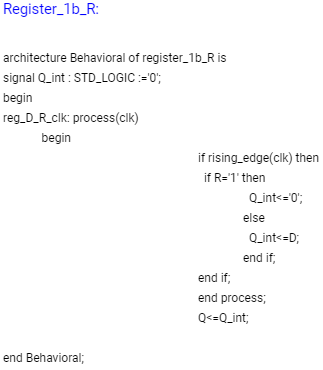 Register_1b_R:
architecture Behavioral of register_1b_R is
signal Q_int : STD_LOGIC :='0';
begin
reg_D_R_clk: process(clk)
begin
if rising_edge(clk) then
if R='1' then
Q_int<='0';
else
Q_int<=D;
end if;
end if;
end process;
Q<=Q_int;
end Behavioral;